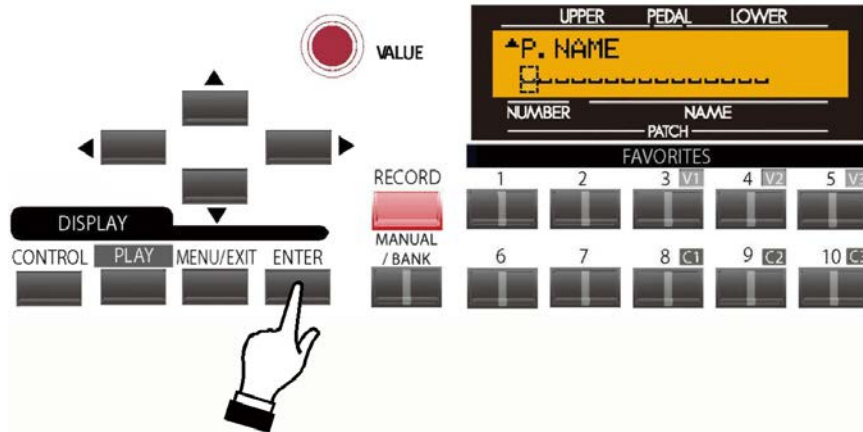 UPPER PEDAL LOWER
P. NAME
NUMBER NAME
PATCH
VALUE
FAVORITES
RECORD 1 2 3 V1 4 V2 5 V3
DISPLAY
MANUAL
CONTROL PLAY MENU/EXIT ENTER / BANK 6 7 8 C1 9 C2 10 C3